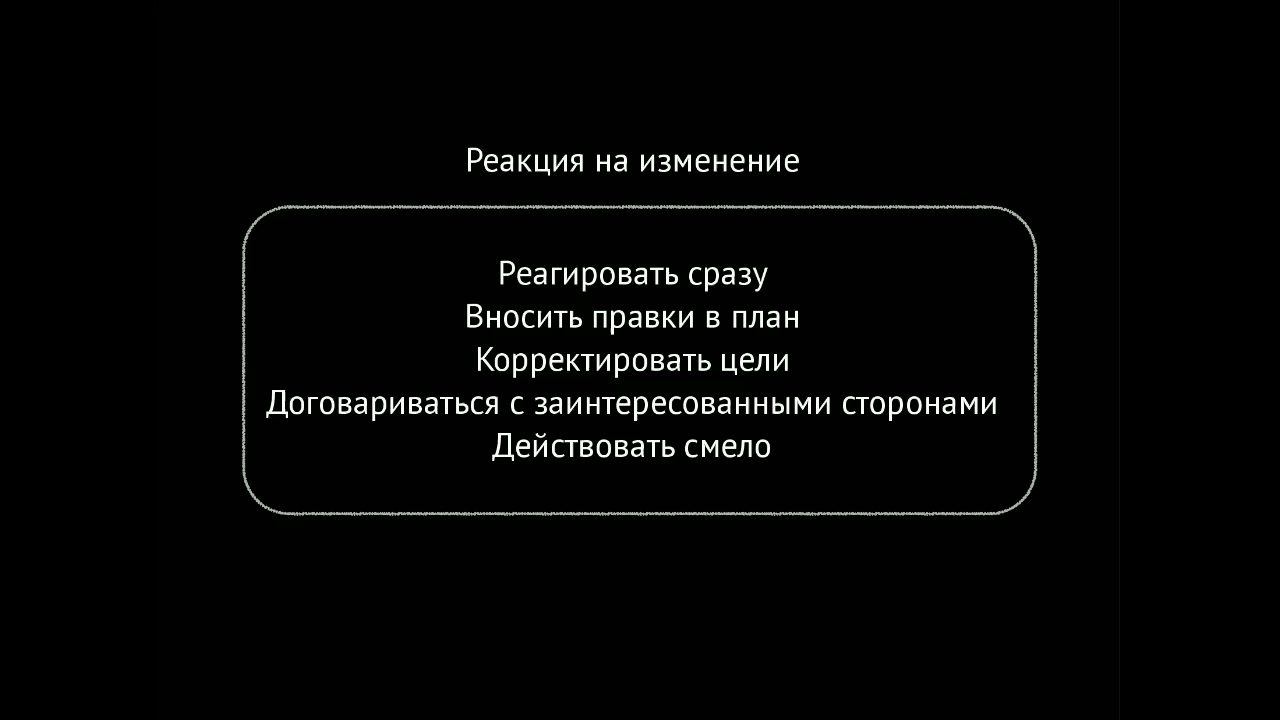 Реакция на изменение
Реагировать сразу
Вносить правки в план
Корректировать цели
Договариваться с заинтересованными сторонами
Действовать смело